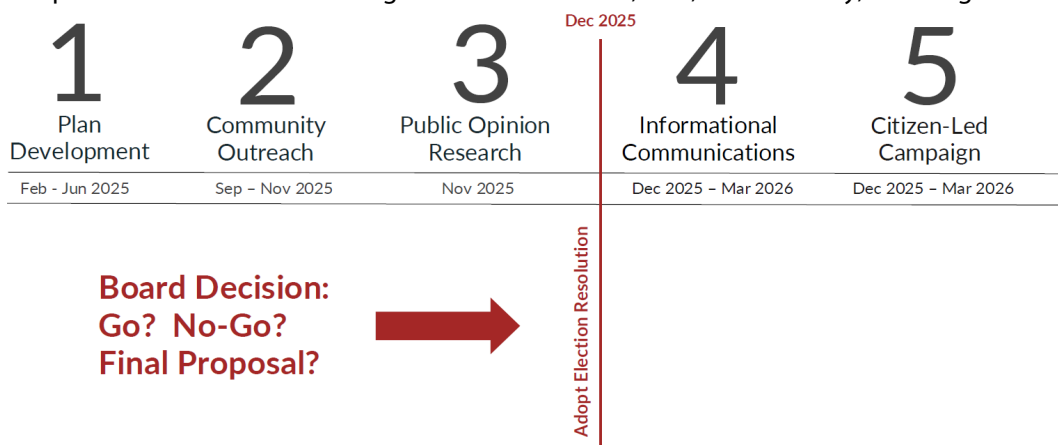 Dec 2025
1 2 3 4 5
Plan Community Public Opinion Informational Citizen-Led
Development Outreach Research Communications Campaign
Feb - Jun 2025 Sep – Nov 2025 Nov 2025 Dec 2025 – Mar 2026 Dec 2025 – Mar 2026
Board Decision:
Go? No-Go?
Final Proposal?
Adopt Election Resolution